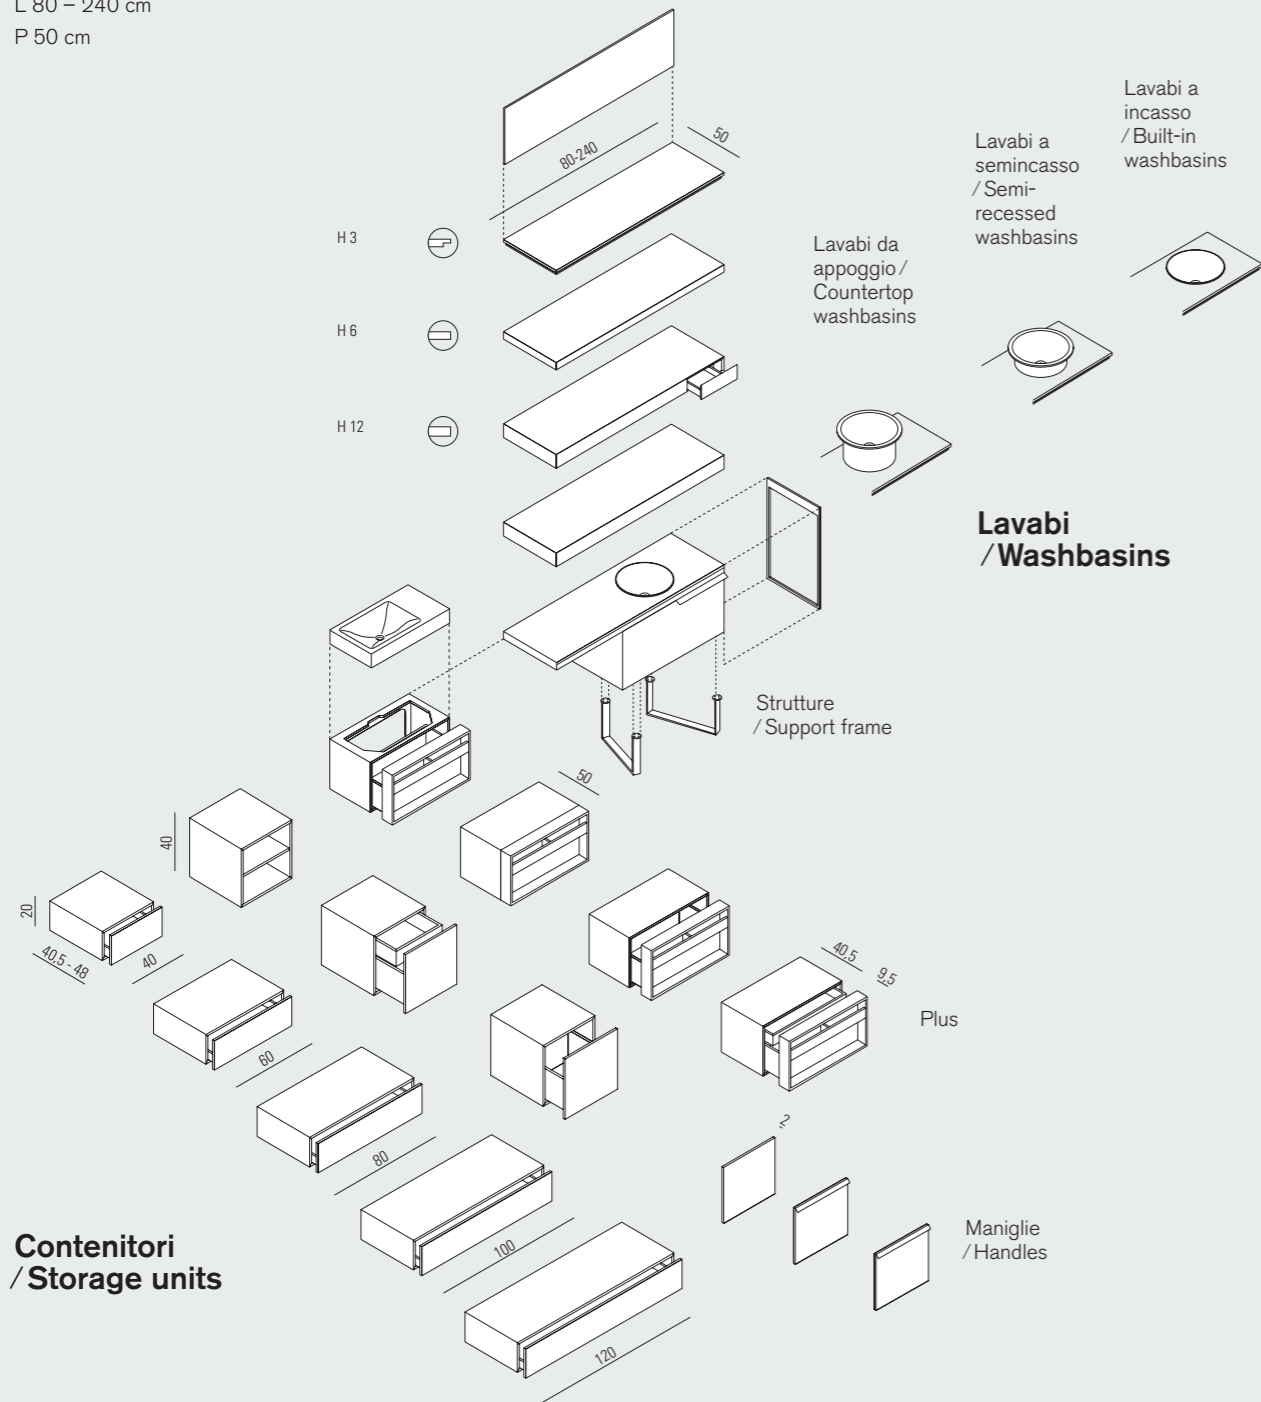 L 80 – 240 cm
P 50 cm
80-240
50
H 3
H 6
H 12
Lavabi da
appoggio /
Countertop
washbasins
Lavabi a
semincasso
/ Semi-
recessed
washbasins
Lavabi a
incasso
/ Built-in
washbasins
Lavabi
/ Washbasins
Strutture
/ Support frame
50
40
20
40,5 - 48
40
60
80
100
120
40,5
9,5
Plus
2
Maniglie
/ Handles
Contenitori
/ Storage units